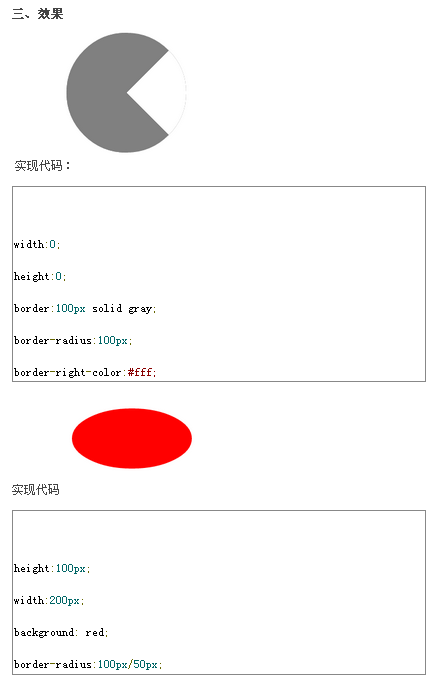 三、效果
实现代码：
width:0;
height:0;
border:100px solid gray;
border-radius:100px;
border-right-color:#fff;
实现代码
height:100px;
width:200px;
background: red;
border-radius:100px/50px;